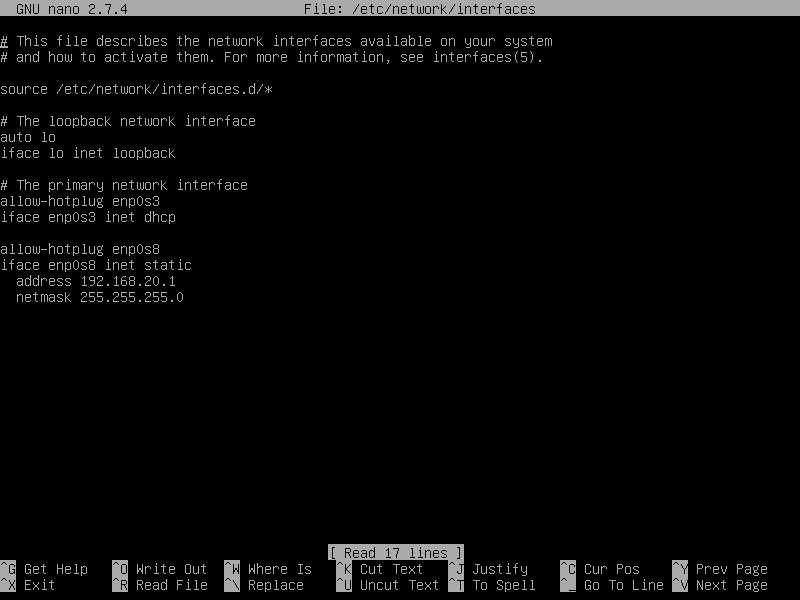 GNU nano 2.7.4 File: /etc/network/interfaces
# This file describes the network interfaces available on your system
# and how to activate them. For more information, see interfaces(5).
source /etc/network/interfaces.d/*
# The loopback network interface
auto lo
iface lo inet loopback
# The primary network interface
allow-hotplug enp0s3
iface enp0s3 inet dhcp
allow-hotplug enp0s8
iface enp0s8 inet static
address 192.168.20.1
netmask 255.255.255.0
[ Read 17 lines ]
^G Get Help ^O Write Out ^W Where Is ^K Cut Text ^J Justify ^C Cur Pos ^Y Prev Page
^X Exit ^R Read File ^\ Replace ^U Uncut Text ^T To Spell ^_ Go To Line ^V Next Page